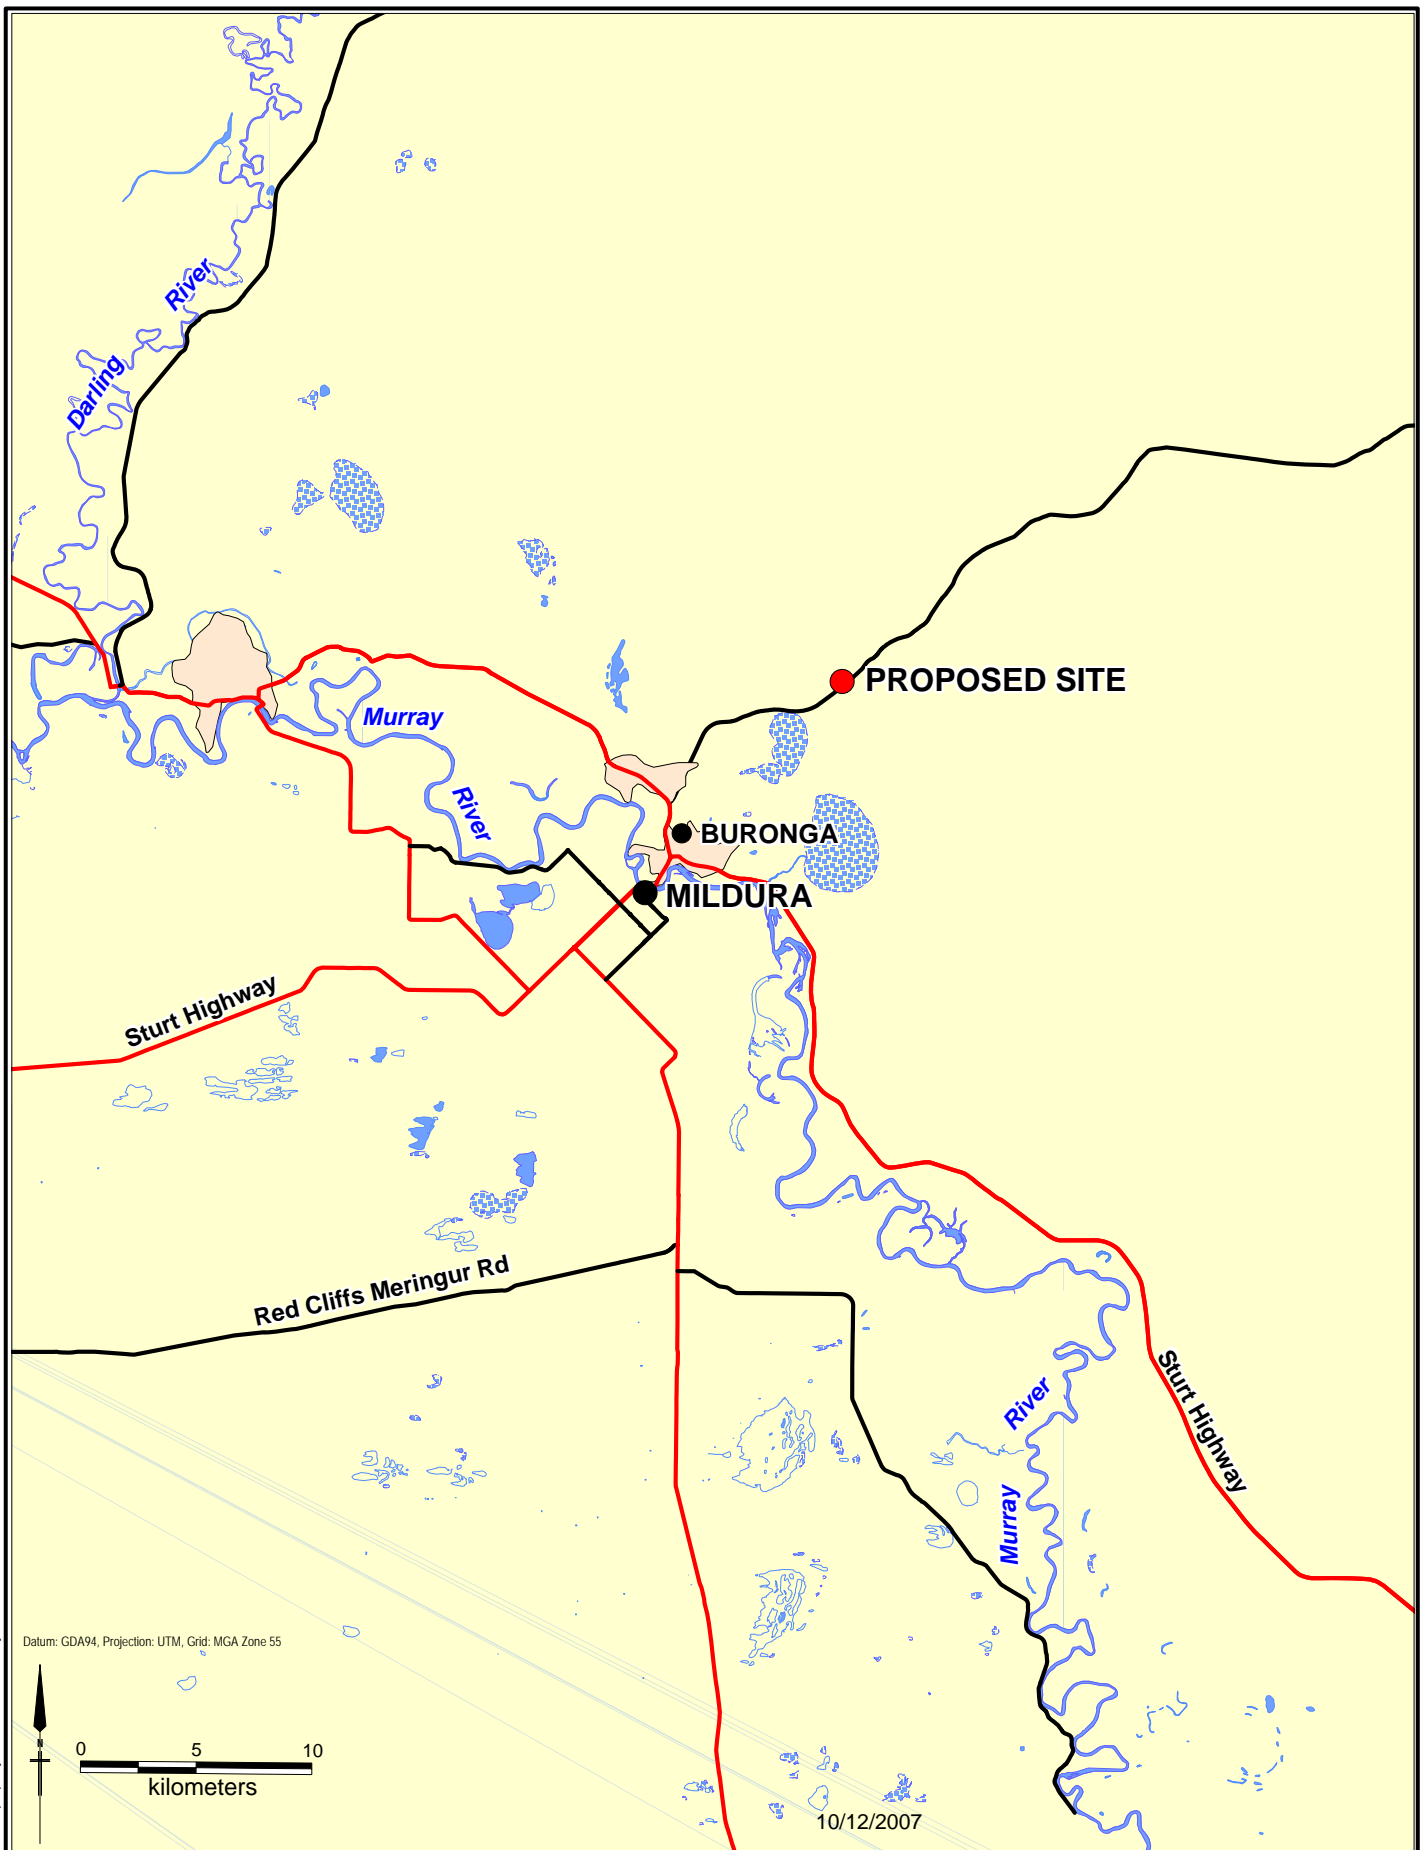 River
Darling
PROPOSED SITE
Murray
River
BURONGA
MILDURA
Sturt Highway
Red Cliffs Meringur Rd
River
Sturt Highway
Murray
Datum: GDA94, Projection: UTM, Grid: MGA Zone 55
N
0 5 10
kilometers
10/12/2007